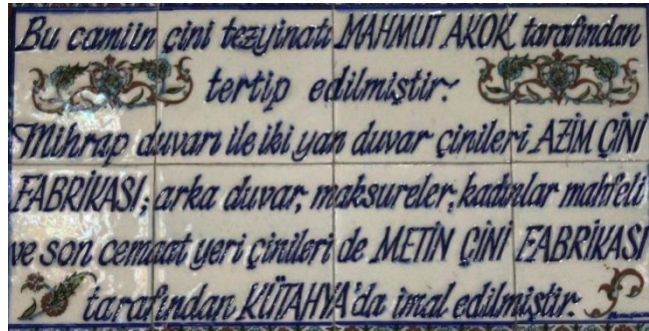 Bu camiin çini tezyinatı MAHMUT AKOK tarafından
tertip edilmiştir.
Mihrap duvarı ile iki yan duvar çinileri AZİM ÇİNİ
FABRİKASI; arka duvar, maksureler, kadınlar mahfeli
ve son cemaat yeri çinileri de METİN ÇİNİ FABRİKASI
tarafından KÜTAHYA'da imal edilmiştir.